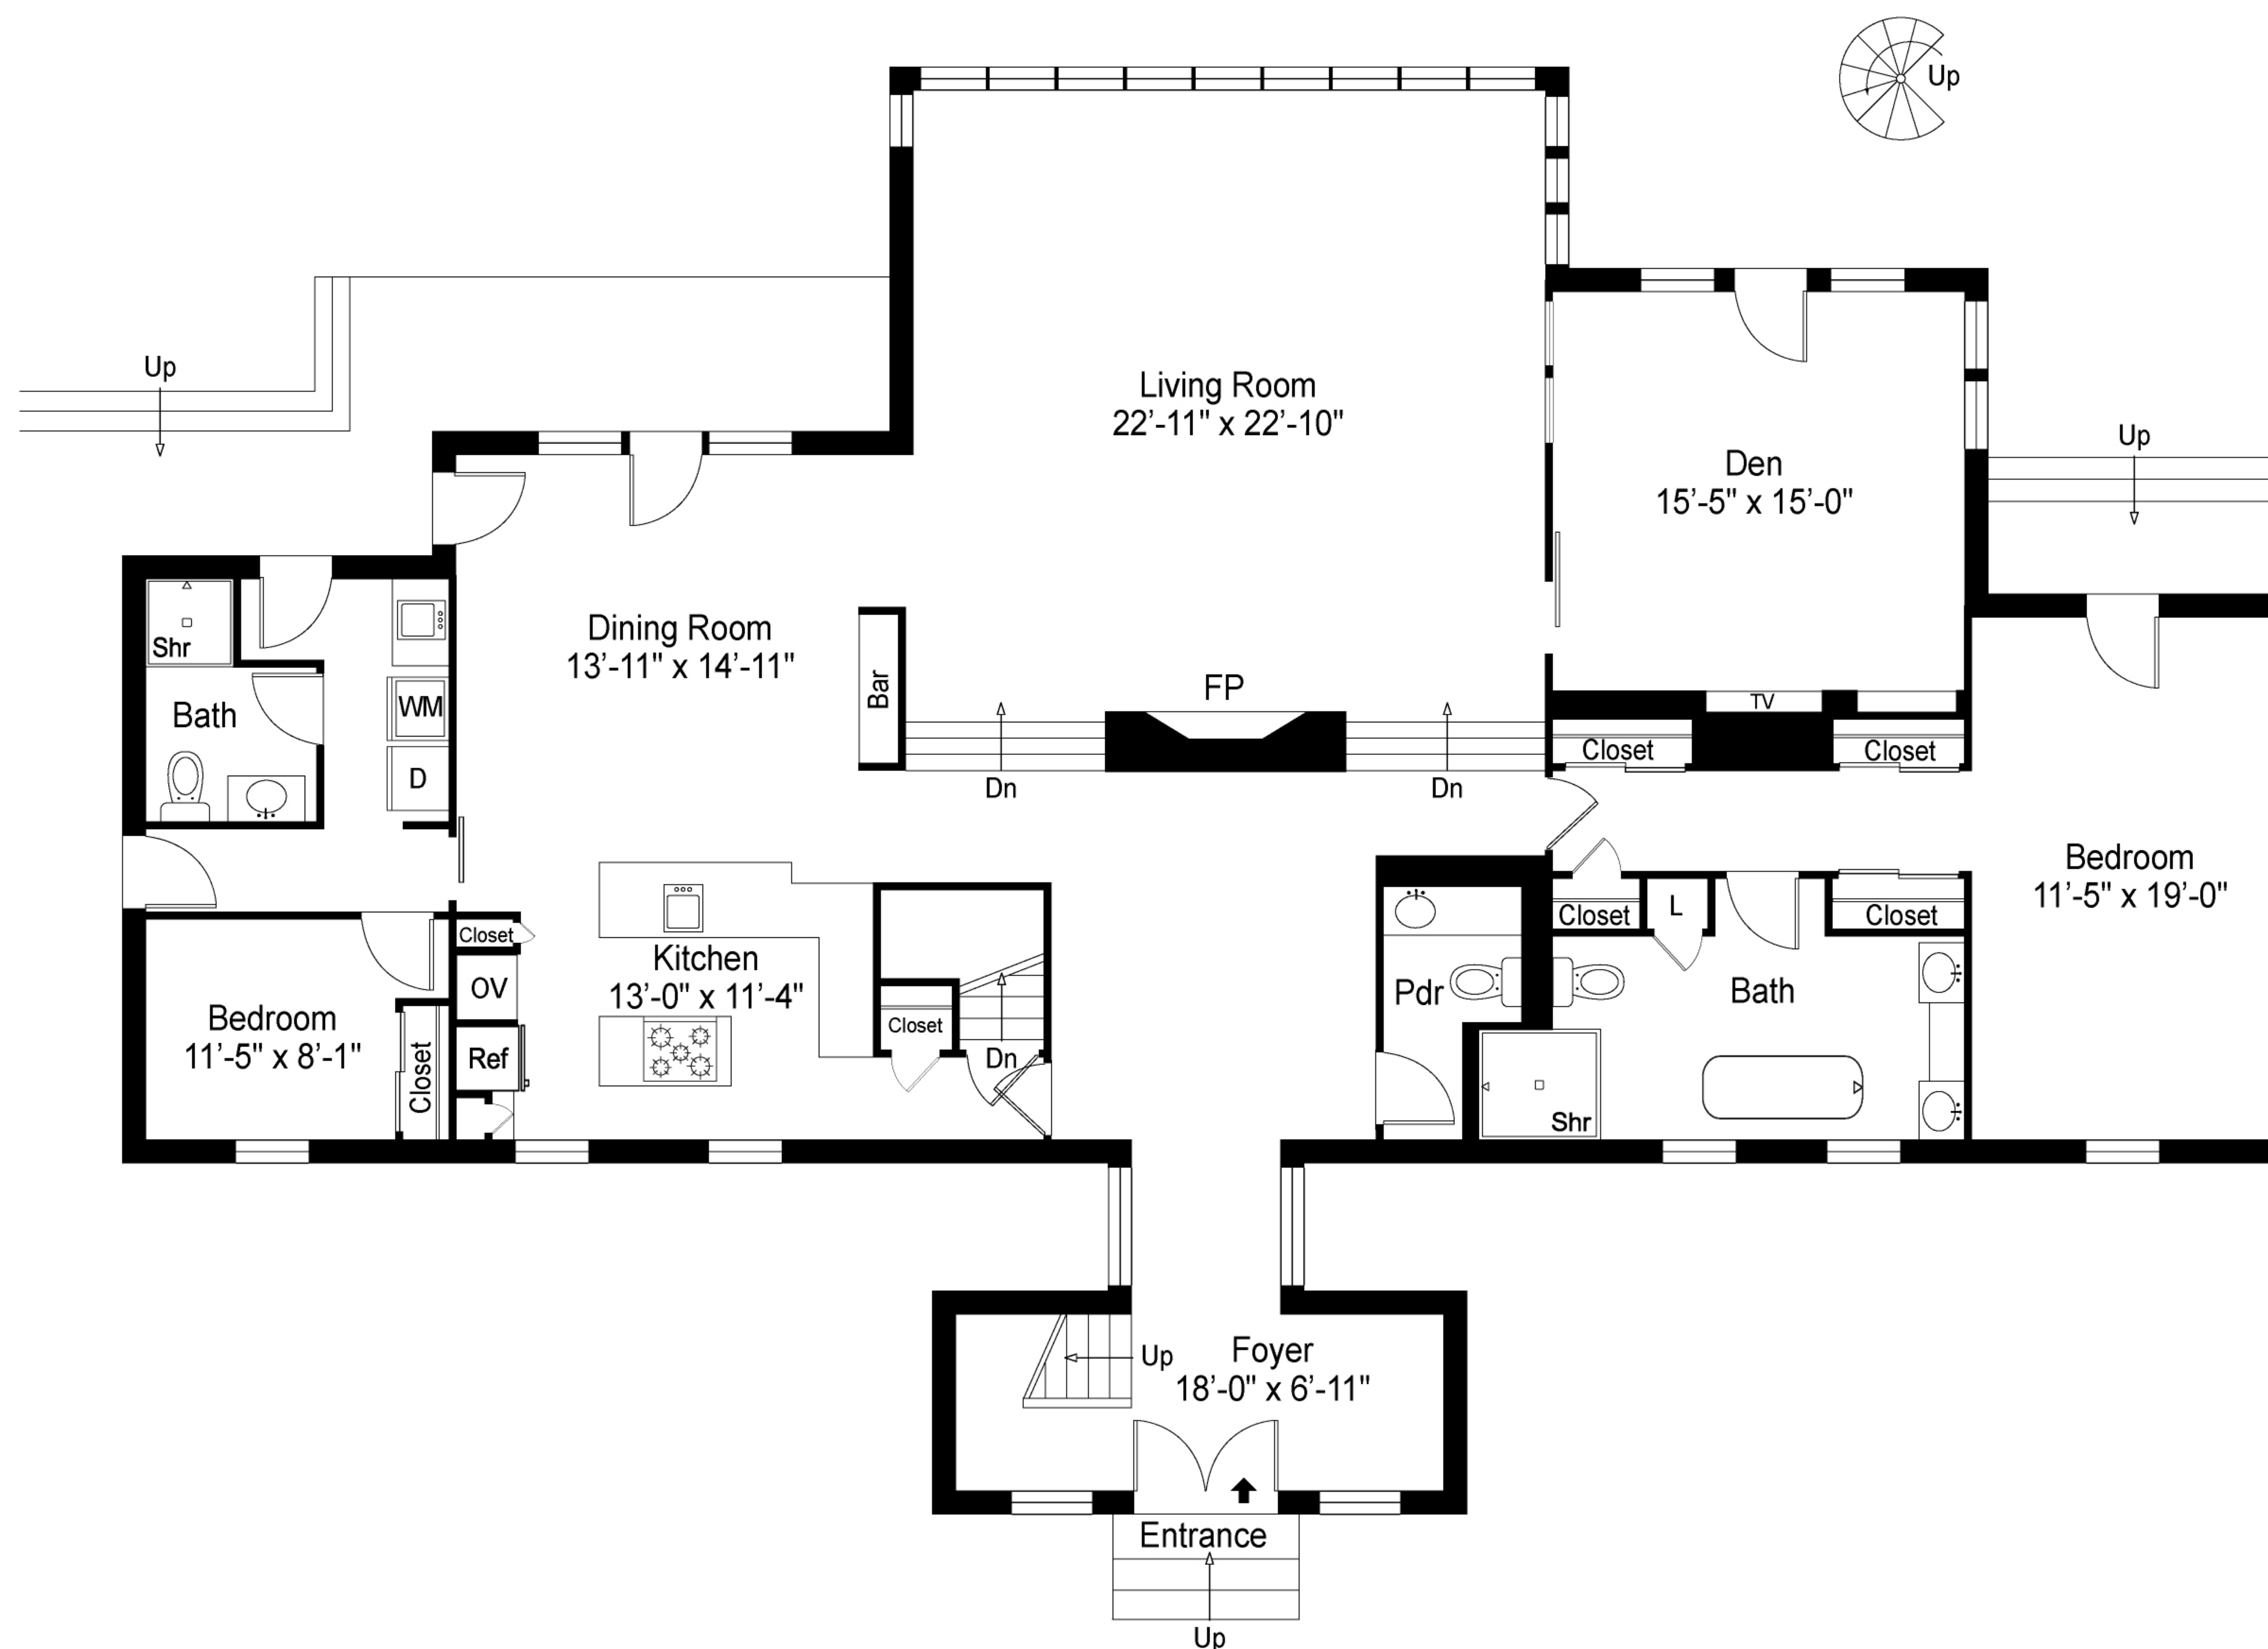 Up
Up
Living Room
22'-11" x 22'-10"
Up
Den
15'-5" x 15'-0"
Dining Room
13'-11" x 14'-11"
Shr
Bar
FP
TV
WM
Bath
D
Closet
Closet
Dn
Dn
Bedroom
11'-5" x 19'-0"
Closet
L
Closet
Closet
Kitchen
13'-0" x 11'-4"
OV
Pdr
Bath
Bedroom
11'-5" x 8'-1"
Closet
Closet
Ref
Dn
Shr
Up
Foyer
18'-0" x 6'-11"
Entrance
Up